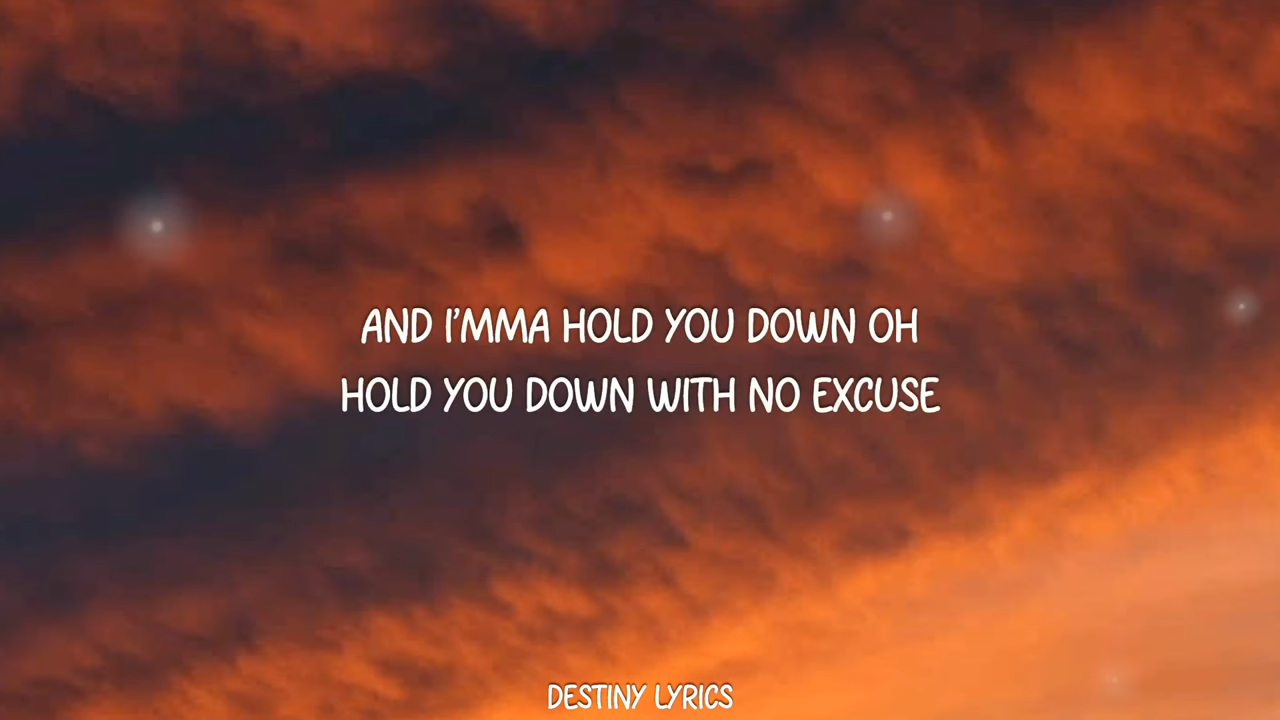 AND I'MMA HOLD YOU DOWN OH
HOLD YOU DOWN WITH NO EXCUSE
DESTINY LYRICS